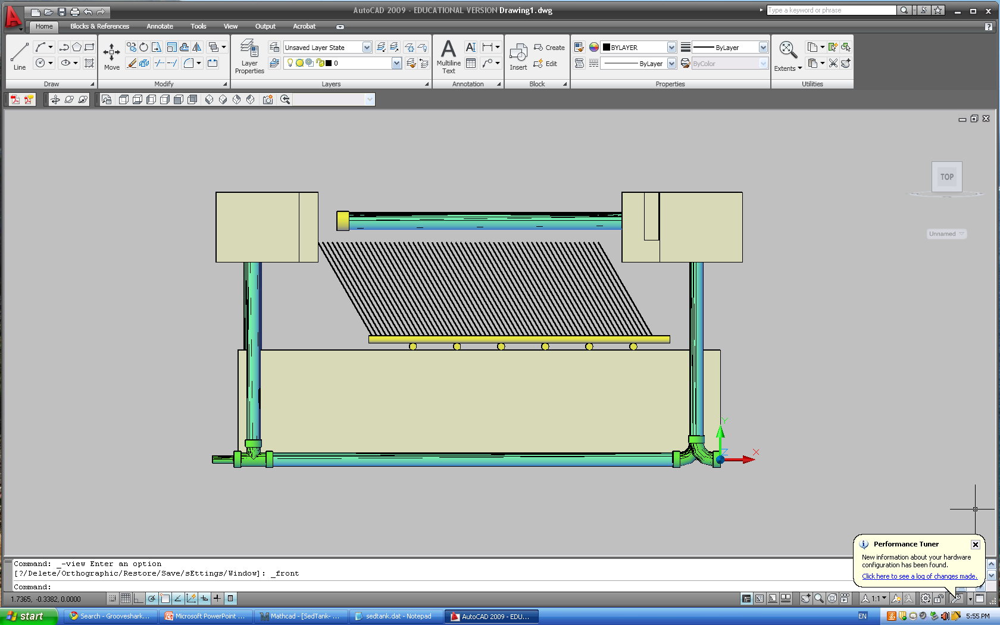 AutoCAD 2009 - EDUCATIONAL VERSION Drawing1.dwg
Type a keyword or phrase
Home Blocks & References Annotate Tools View Output Acrobat
Unsaved Layer State
BYLAYER
ByLayer
Create
Line
Move
Layer Properties
0
Multiline Text
Insert
Edit
ByLayer
ByColor
Extents
Draw Modify Layers Annotation Block Properties Utilities
TOP
Unnamed
Y
Z
X
Command: _-view Enter an option
[?/Delete/Orthographic/Restore/Save/sEttings/Window]: _front
Command:
Performance Tuner
New information about your hardware
configuration has been found.
Click here to see a log of changes made.
1.7365, -0.3382, 0.0000
1:1
start
Search - Grooveshark...
Microsoft PowerPoint ...
Mathcad - [SedTank- ...
sedtank.dat - Notepad
AutoCAD 2009 - EDU...
EN
5:55 PM